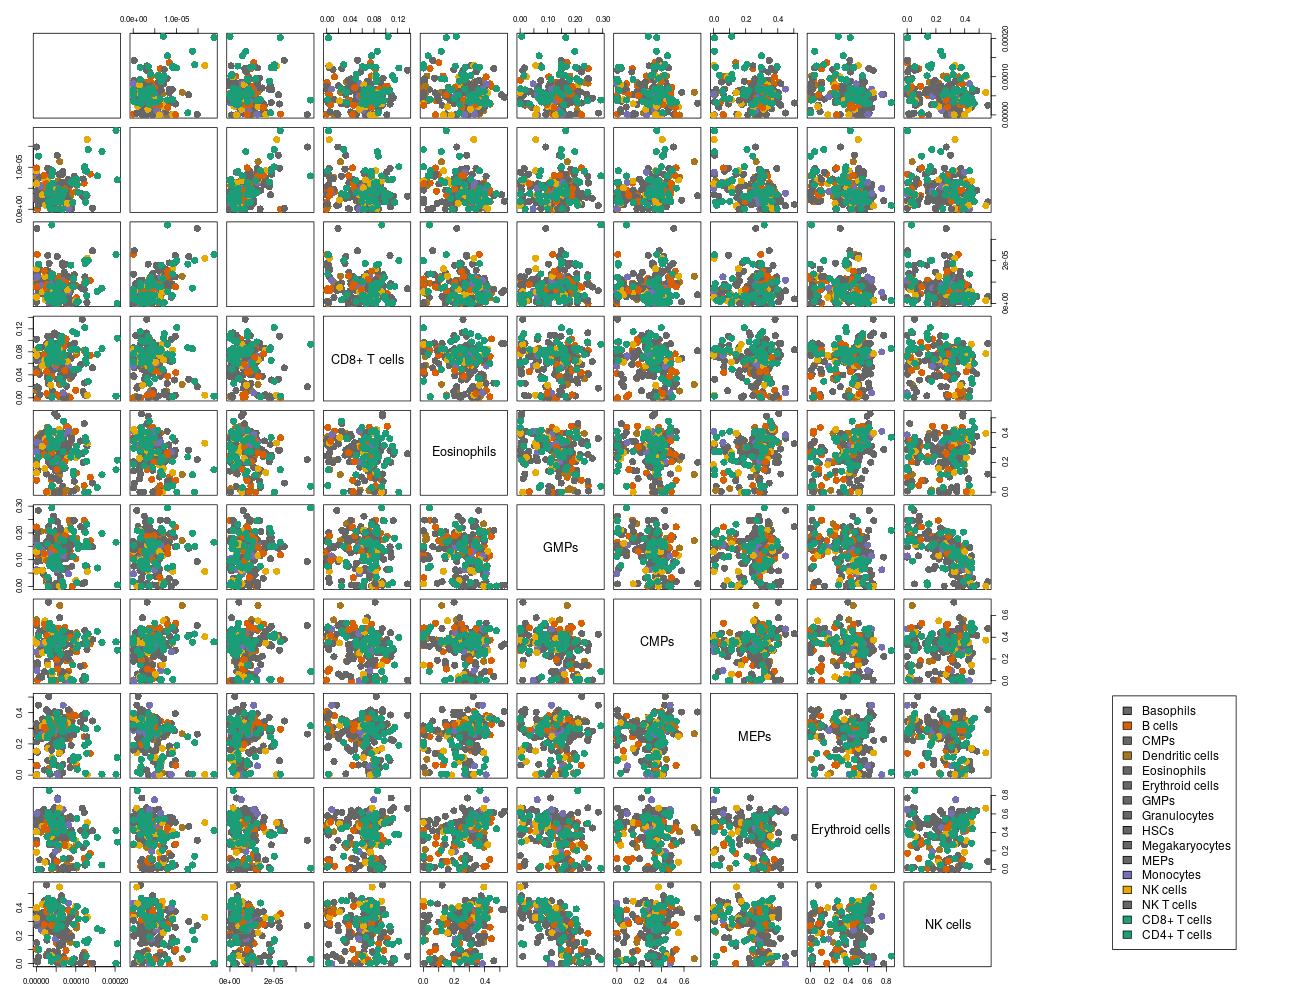 0.0e+00 1.0e-05 0.00 0.04 0.08 0.12 0.00 0.10 0.20 0.30 0.0 0.2 0.4 0.0 0.2 0.4
0.00000 0.00010 0.00020
0.0e+00 1.0e-05
0e+00 2e-05
CD8+ T cells
0.00 0.04 0.08 0.12
Eosinophils
0.0 0.2 0.4
GMPs
0.00 0.10 0.20 0.30
CMPs
0.0 0.2 0.4 0.6
MEPs
0.0 0.2 0.4
Erythroid cells
0.0 0.2 0.4 0.6 0.8
NK cells
0.0 0.2 0.4
0.00000 0.00010 0.00020 0e+00 2e-05 0.0 0.2 0.4 0.0 0.2 0.4 0.6 0.0 0.2 0.4 0.6 0.8
Basophils
B cells
CMPs
Dendritic cells
Eosinophils
Erythroid cells
GMPs
Granulocytes
HSCs
Megakaryocytes
MEPs
Monocytes
NK cells
NK T cells
CD8+ T cells
CD4+ T cells